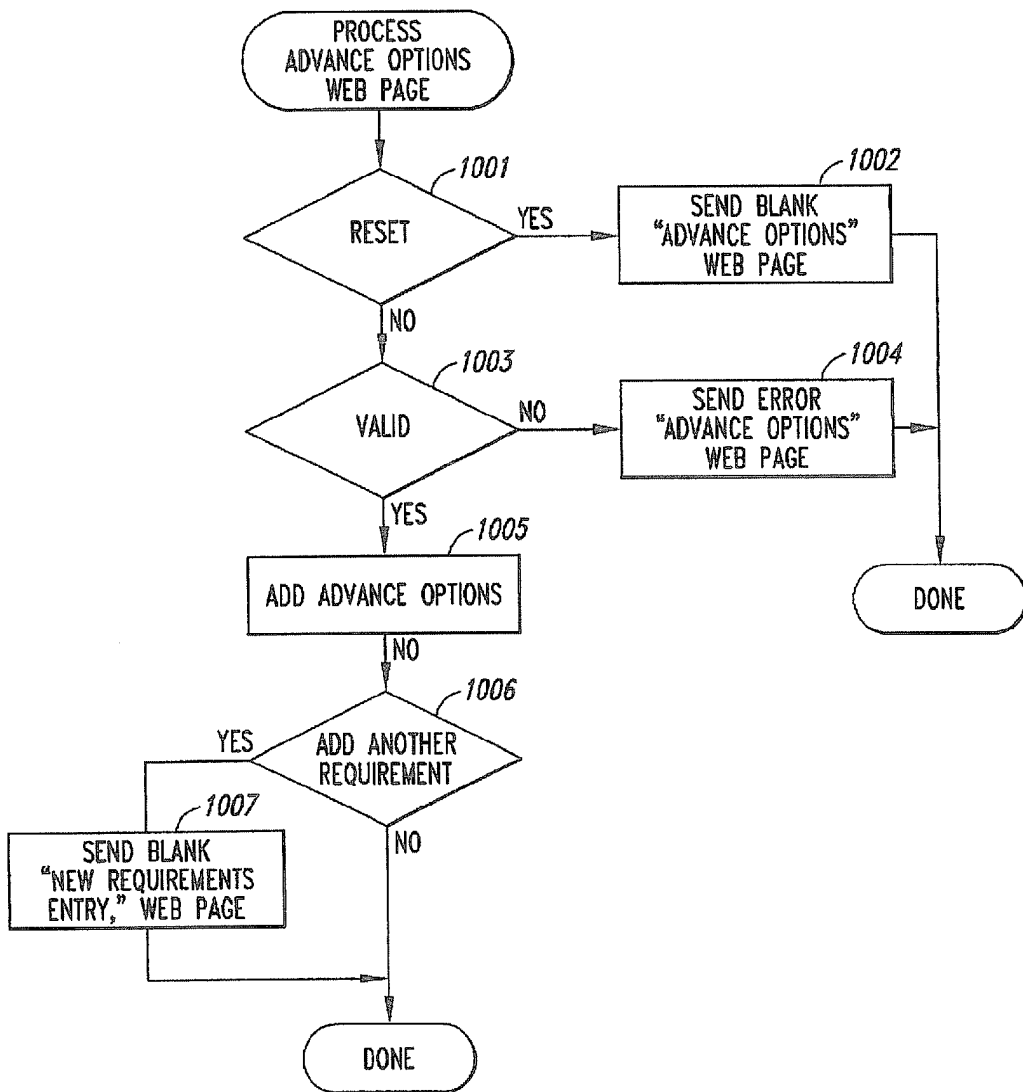 PROCESS
ADVANCE OPTIONS
WEB PAGE
1001
RESET
YES
1002
SEND BLANK
“ADVANCE OPTIONS”
WEB PAGE
NO
1003
VALID
NO
1004
SEND ERROR
“ADVANCE OPTIONS”
WEB PAGE
YES
1005
ADD ADVANCE OPTIONS
DONE
NO
1006
YES
ADD ANOTHER
REQUIREMENT
1007
NO
SEND BLANK
“NEW REQUIREMENTS
ENTRY,” WEB PAGE
DONE